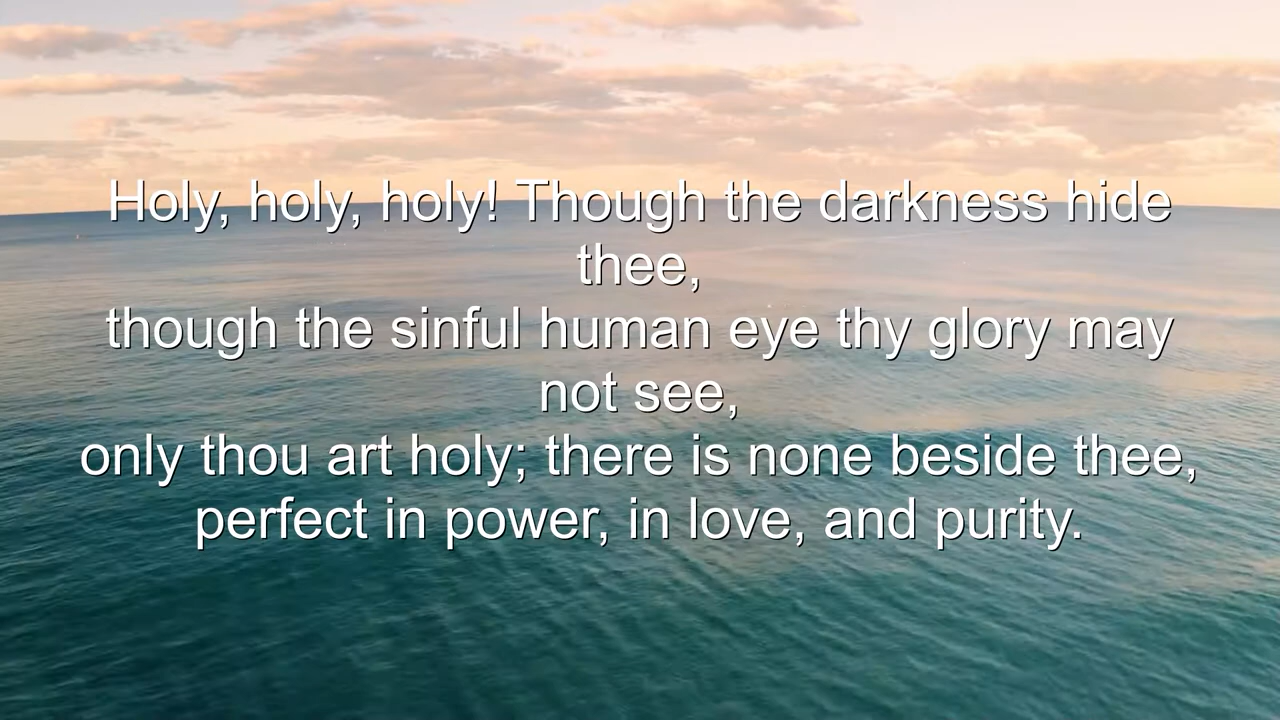 Holy, holy, holy! Though the darkness hide
thee,
though the sinful human eye thy glory may
not see,
only thou art holy; there is none beside thee,
perfect in power, in love, and purity.